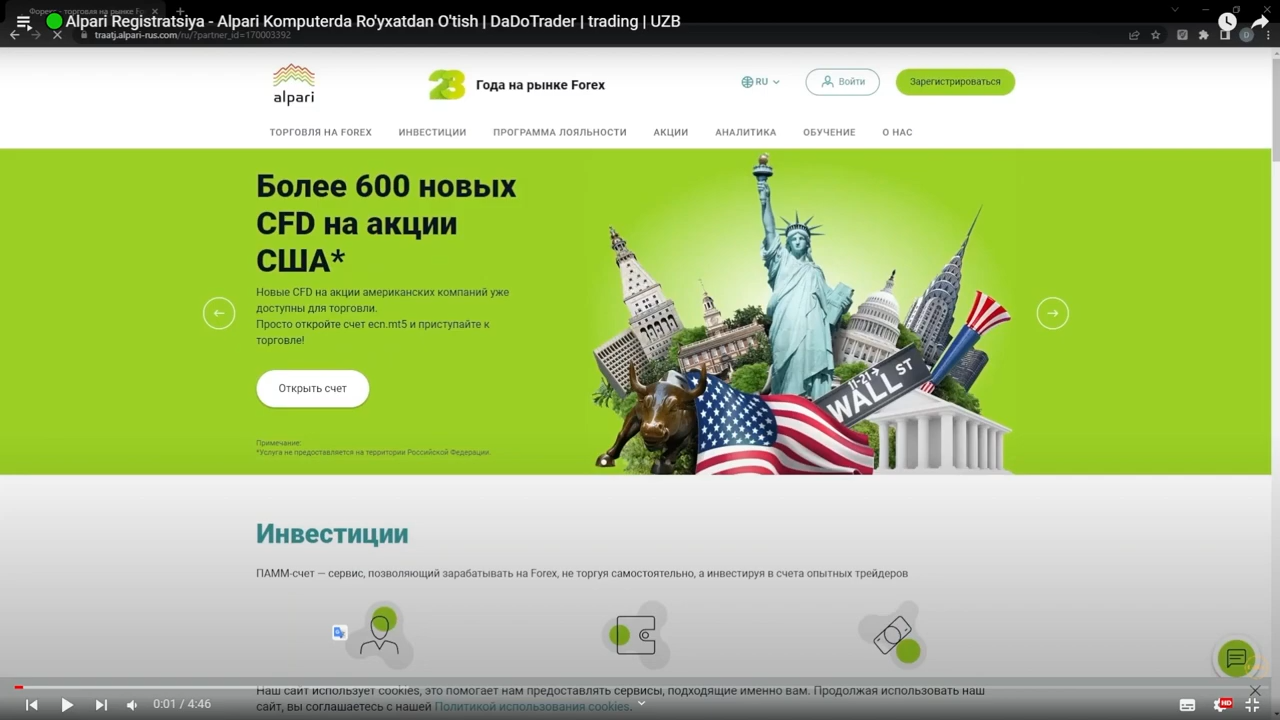 Alpari Registratsiya - Alpari Komputerda Ro'yxatdan O'tish | DaDoTrader | trading | UZB
traatj.alpari-rus.com/ru/?partner_id=170003392
alpari
23
Года на рынке Forex
RU
Войти
Зарегистрироваться
ТОРГОВЛЯ НА FOREX
ИНВЕСТИЦИИ
ПРОГРАММА ЛОЯЛЬНОСТИ
АКЦИИ
АНАЛИТИКА
ОБУЧЕНИЕ
О НАС
Более 600 новых
CFD на акции
США*
Новые CFD на акции американских компаний уже
доступны для торговли.
Просто откройте счет ecn.mt5 и приступайте к
торговле!
Открыть счет
Примечание:
*Услуга не предоставляется на территории Российской Федерации.
1-21→
WALL ST
Инвестиции
ПАММ-счет — сервис, позволяющий зарабатывать на Forex, не торгуя самостоятельно, а инвестируя в счета опытных трейдеров
Наш сайт использует cookies, это помогает нам предоставлять сервисы, подходящие именно вам. Продолжая использовать наш
сайт, вы соглашаетесь с нашей Политикой использования cookies.
0:01 / 4:46
HD